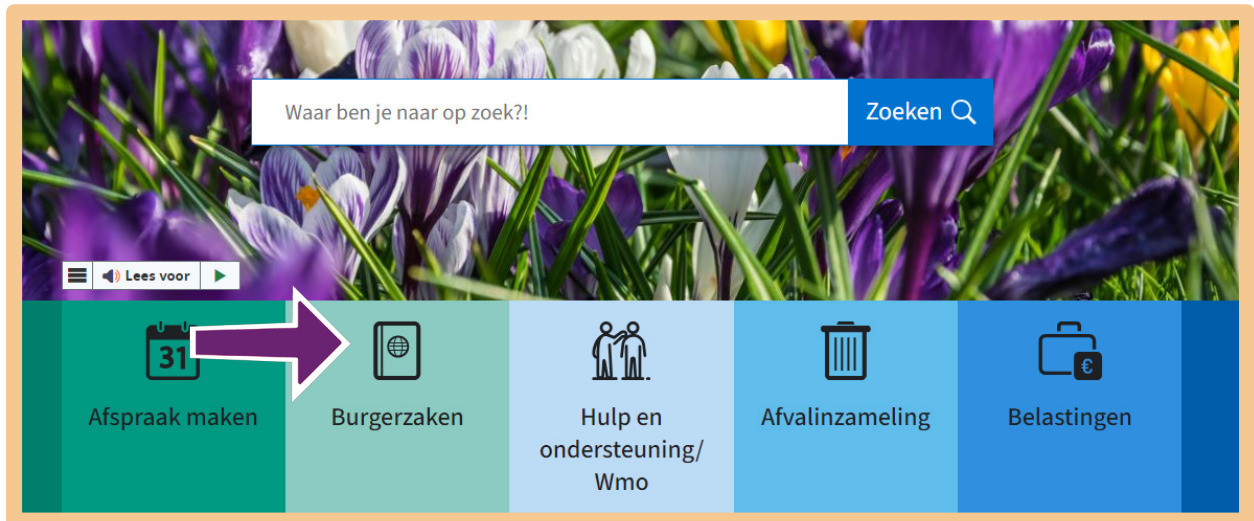 Waar ben je naar op zoek?!
Zoeken
Lees voor
31
Afspraak maken
Burgerzaken
Hulp en
ondersteuning/
Wmo
Afvalinzameling
€
Belastingen